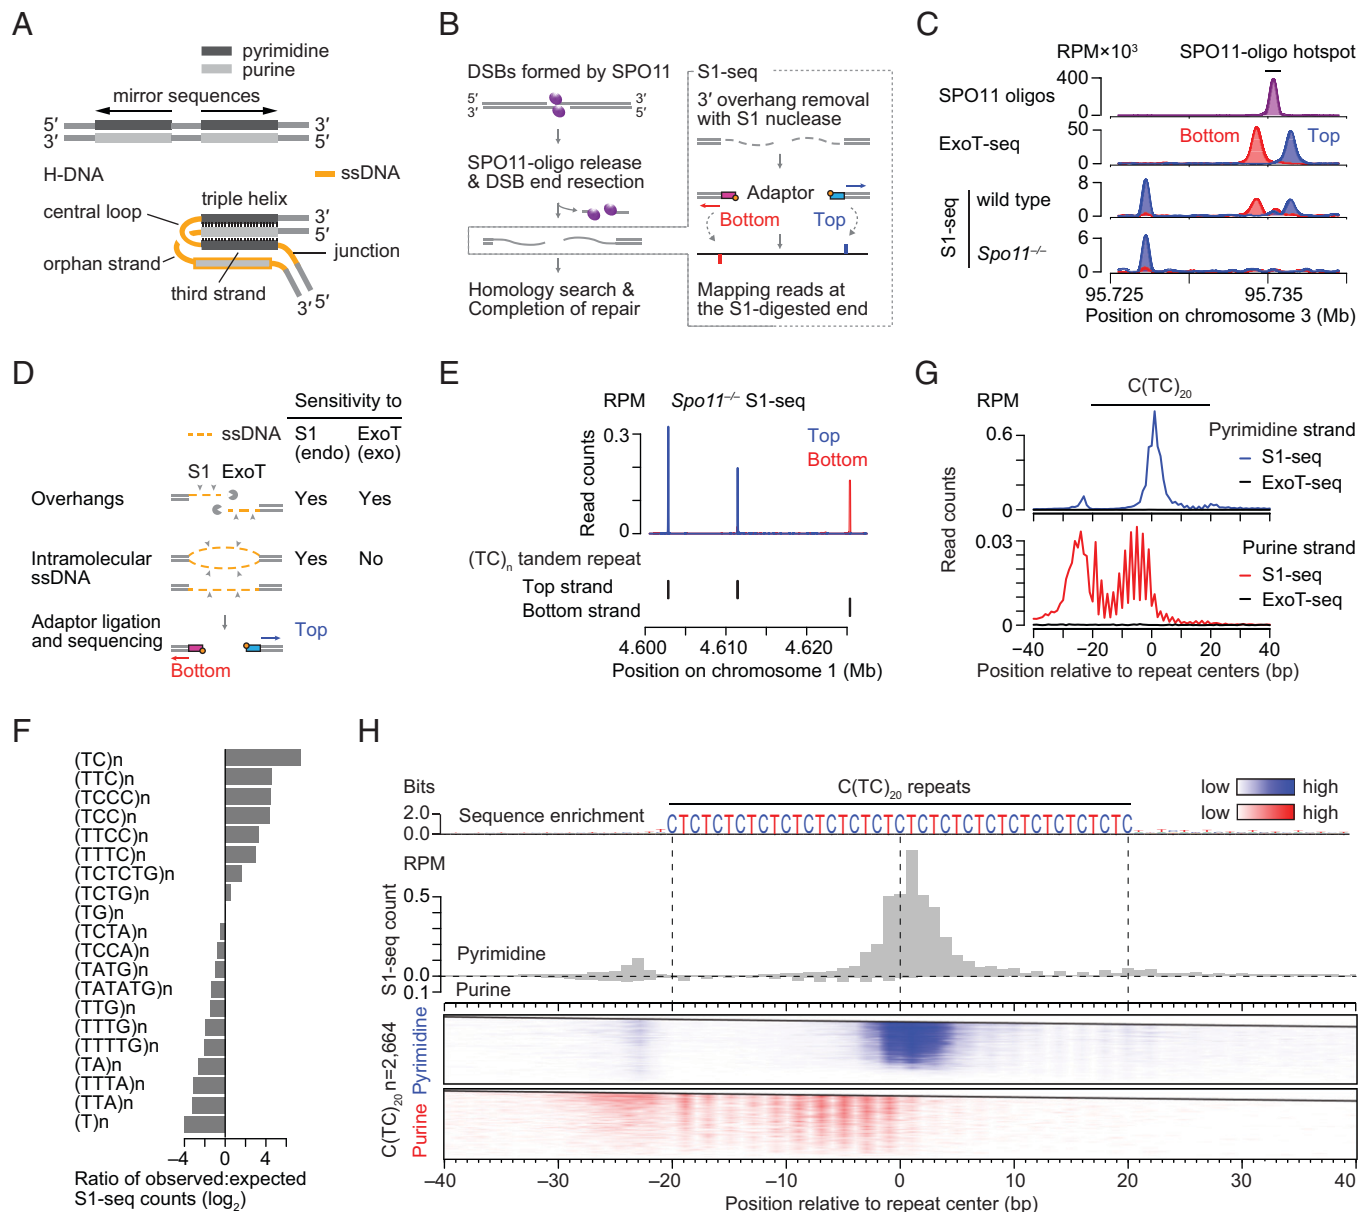 A
pyrimidine
purine
mirror sequences
5′ 3′
3′ 5′
H-DNA
ssDNA
central loop
triple helix
3′
5′
orphan strand
junction
third strand
3′ 5′
B
DSBs formed by SPO11
5′ 3′
3′ 5′
SPO11-oligo release
& DSB end resection
Homology search &
Completion of repair
S1-seq
3′ overhang removal
with S1 nuclease
Adaptor
Bottom Top
Mapping reads at
the S1-digested end
C
RPM×10³ SPO11-oligo hotspot
SPO11 oligos
400
0
ExoT-seq
50
0
Bottom Top
S1-seq
wild type
8
0
Spo11–/–
6
0
95.725 95.735
Position on chromosome 3 (Mb)
D
Sensitivity to
ssDNA
S1 ExoT
(endo) (exo)
S1 ExoT
Overhangs Yes Yes
Intramolecular
ssDNA
Yes No
Adaptor ligation
and sequencing
Top
Bottom
E
RPM Spo11–/– S1-seq
Top
Bottom
Read counts
0.3
0
(TC)n tandem repeat
Top strand
Bottom strand
4.600 4.610 4.620
Position on chromosome 1 (Mb)
G
C(TC)20
RPM
Pyrimidine strand
S1-seq
ExoT-seq
0.6
0
Read counts
Purine strand
S1-seq
ExoT-seq
0.03
0
−40 −20 0 20 40
Position relative to repeat centers (bp)
F
(TC)n
(TTC)n
(TCCC)n
(TCC)n
(TTCC)n
(TTTC)n
(TCTCTG)n
(TCTG)n
(TG)n
(TCTA)n
(TCCA)n
(TATG)n
(TATATG)n
(TTG)n
(TTTG)n
(TTTTG)n
(TA)n
(TTTA)n
(TTA)n
(T)n
−4 0 4
Ratio of observed:expected
S1-seq counts (log2)
H
Bits
C(TC)20 repeats
low high
low high
2.0
0.0
Sequence enrichment
CTCTCTCTCTCTCTCTCTCTCTCTCTCTCTCTCTCTCTCTC
RPM
S1-seq count
0.5
0.0
0.1
Pyrimidine
Purine
C(TC)20 n=2,664
Pyrimidine
Purine
−40 −30 −20 −10 0 10 20 30 40
Position relative to repeat center (bp)